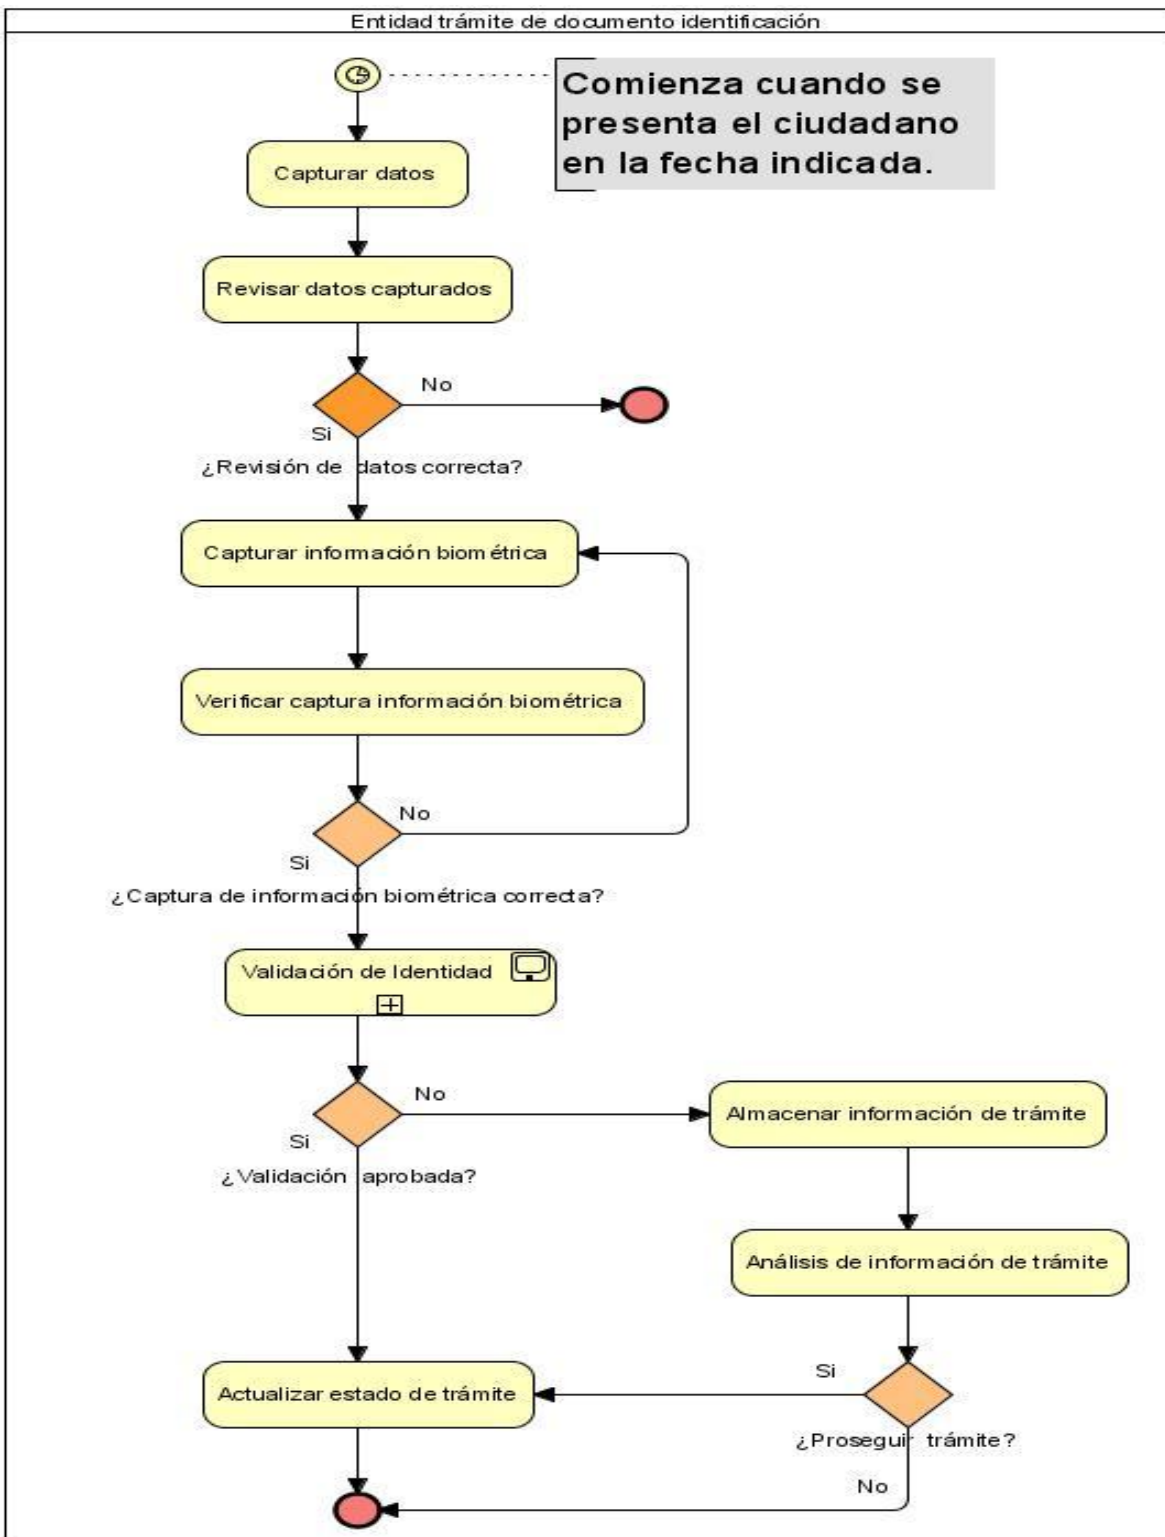 Entidad trámite de documento identificación
Comienza cuando se
presenta el ciudadano
en la fecha indicada.
Capturar datos
Revisar datos capturados
No
Si
¿Revisión de datos correcta?
Capturar información biométrica
Verificar captura información biométrica
No
Si
¿Captura de información biométrica correcta?
Validación de Identidad
No
Almacenar información de trámite
Si
¿Validación aprobada?
Análisis de información de trámite
Si
Actualizar estado de trámite
¿Proseguir trámite?
No